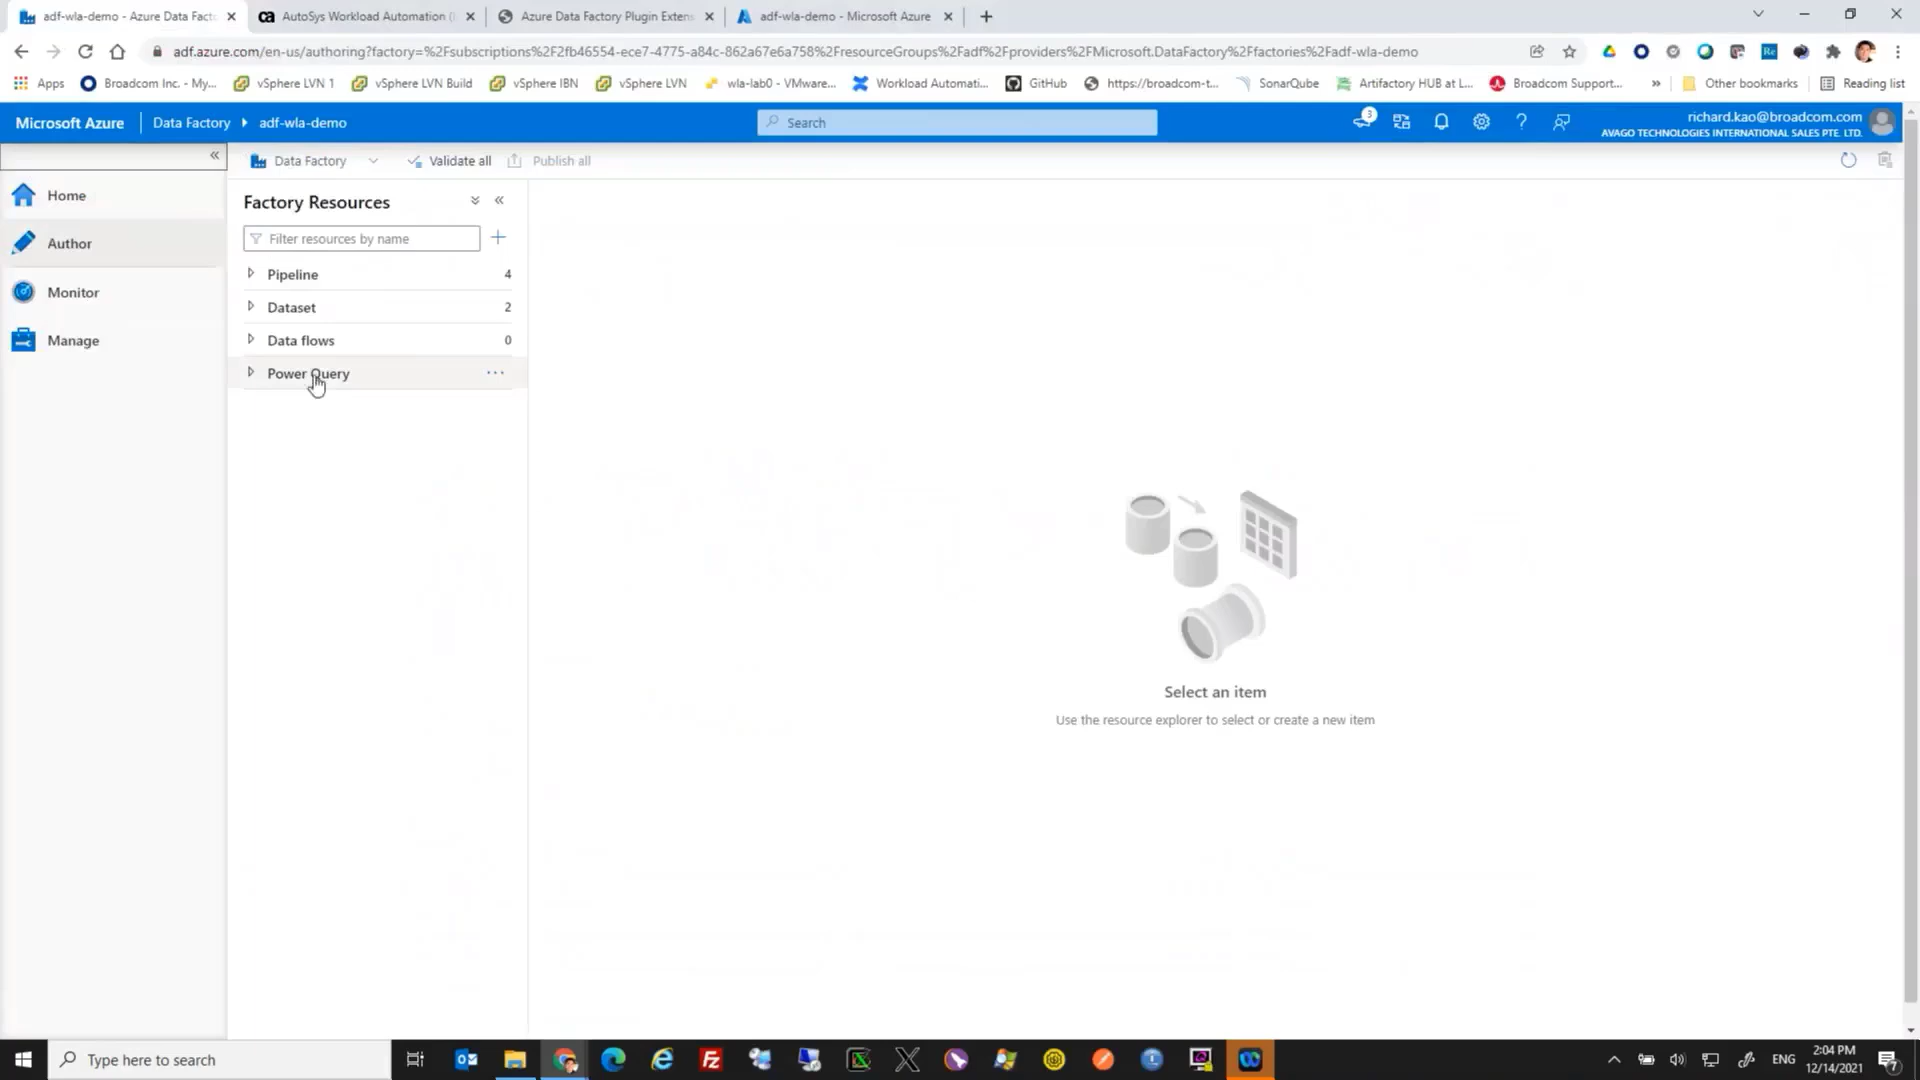 adf-wla-demo - Azure Data Fact
AutoSys Workload Automation (
Azure Data Factory Plugin Exten
adf-wla-demo - Microsoft Azure
adf.azure.com/en-us/authoring?factory=%2Fsubscriptions%2F2fb46554-ece7-4775-a84c-862a67e6a758%2FresourceGroups%2Fadf%2Fproviders%2FMicrosoft.DataFactory%2Ffactories%2Fadf-wla-demo
Apps
Broadcom Inc. - My...
vSphere LVN 1
vSphere LVN Build
vSphere IBN
vSphere LVN
wla-lab0 - VMware...
Workload Automati...
GitHub
https://broadcom-t...
SonarQube
Artifactory HUB at L...
Broadcom Support...
»
Other bookmarks
Reading list
Microsoft Azure
Data Factory
adf-wla-demo
Search
3
richard.kao@broadcom.com
AVAGO TECHNOLOGIES INTERNATIONAL SALES PTE. LTD.
Data Factory
Validate all
Publish all
Home
Author
Monitor
Manage
Factory Resources
Filter resources by name
Pipeline 4
Dataset 2
Data flows 0
Power Query
Select an item
Use the resource explorer to select or create a new item
Type here to search
ENG
2:04 PM
12/14/2021
7